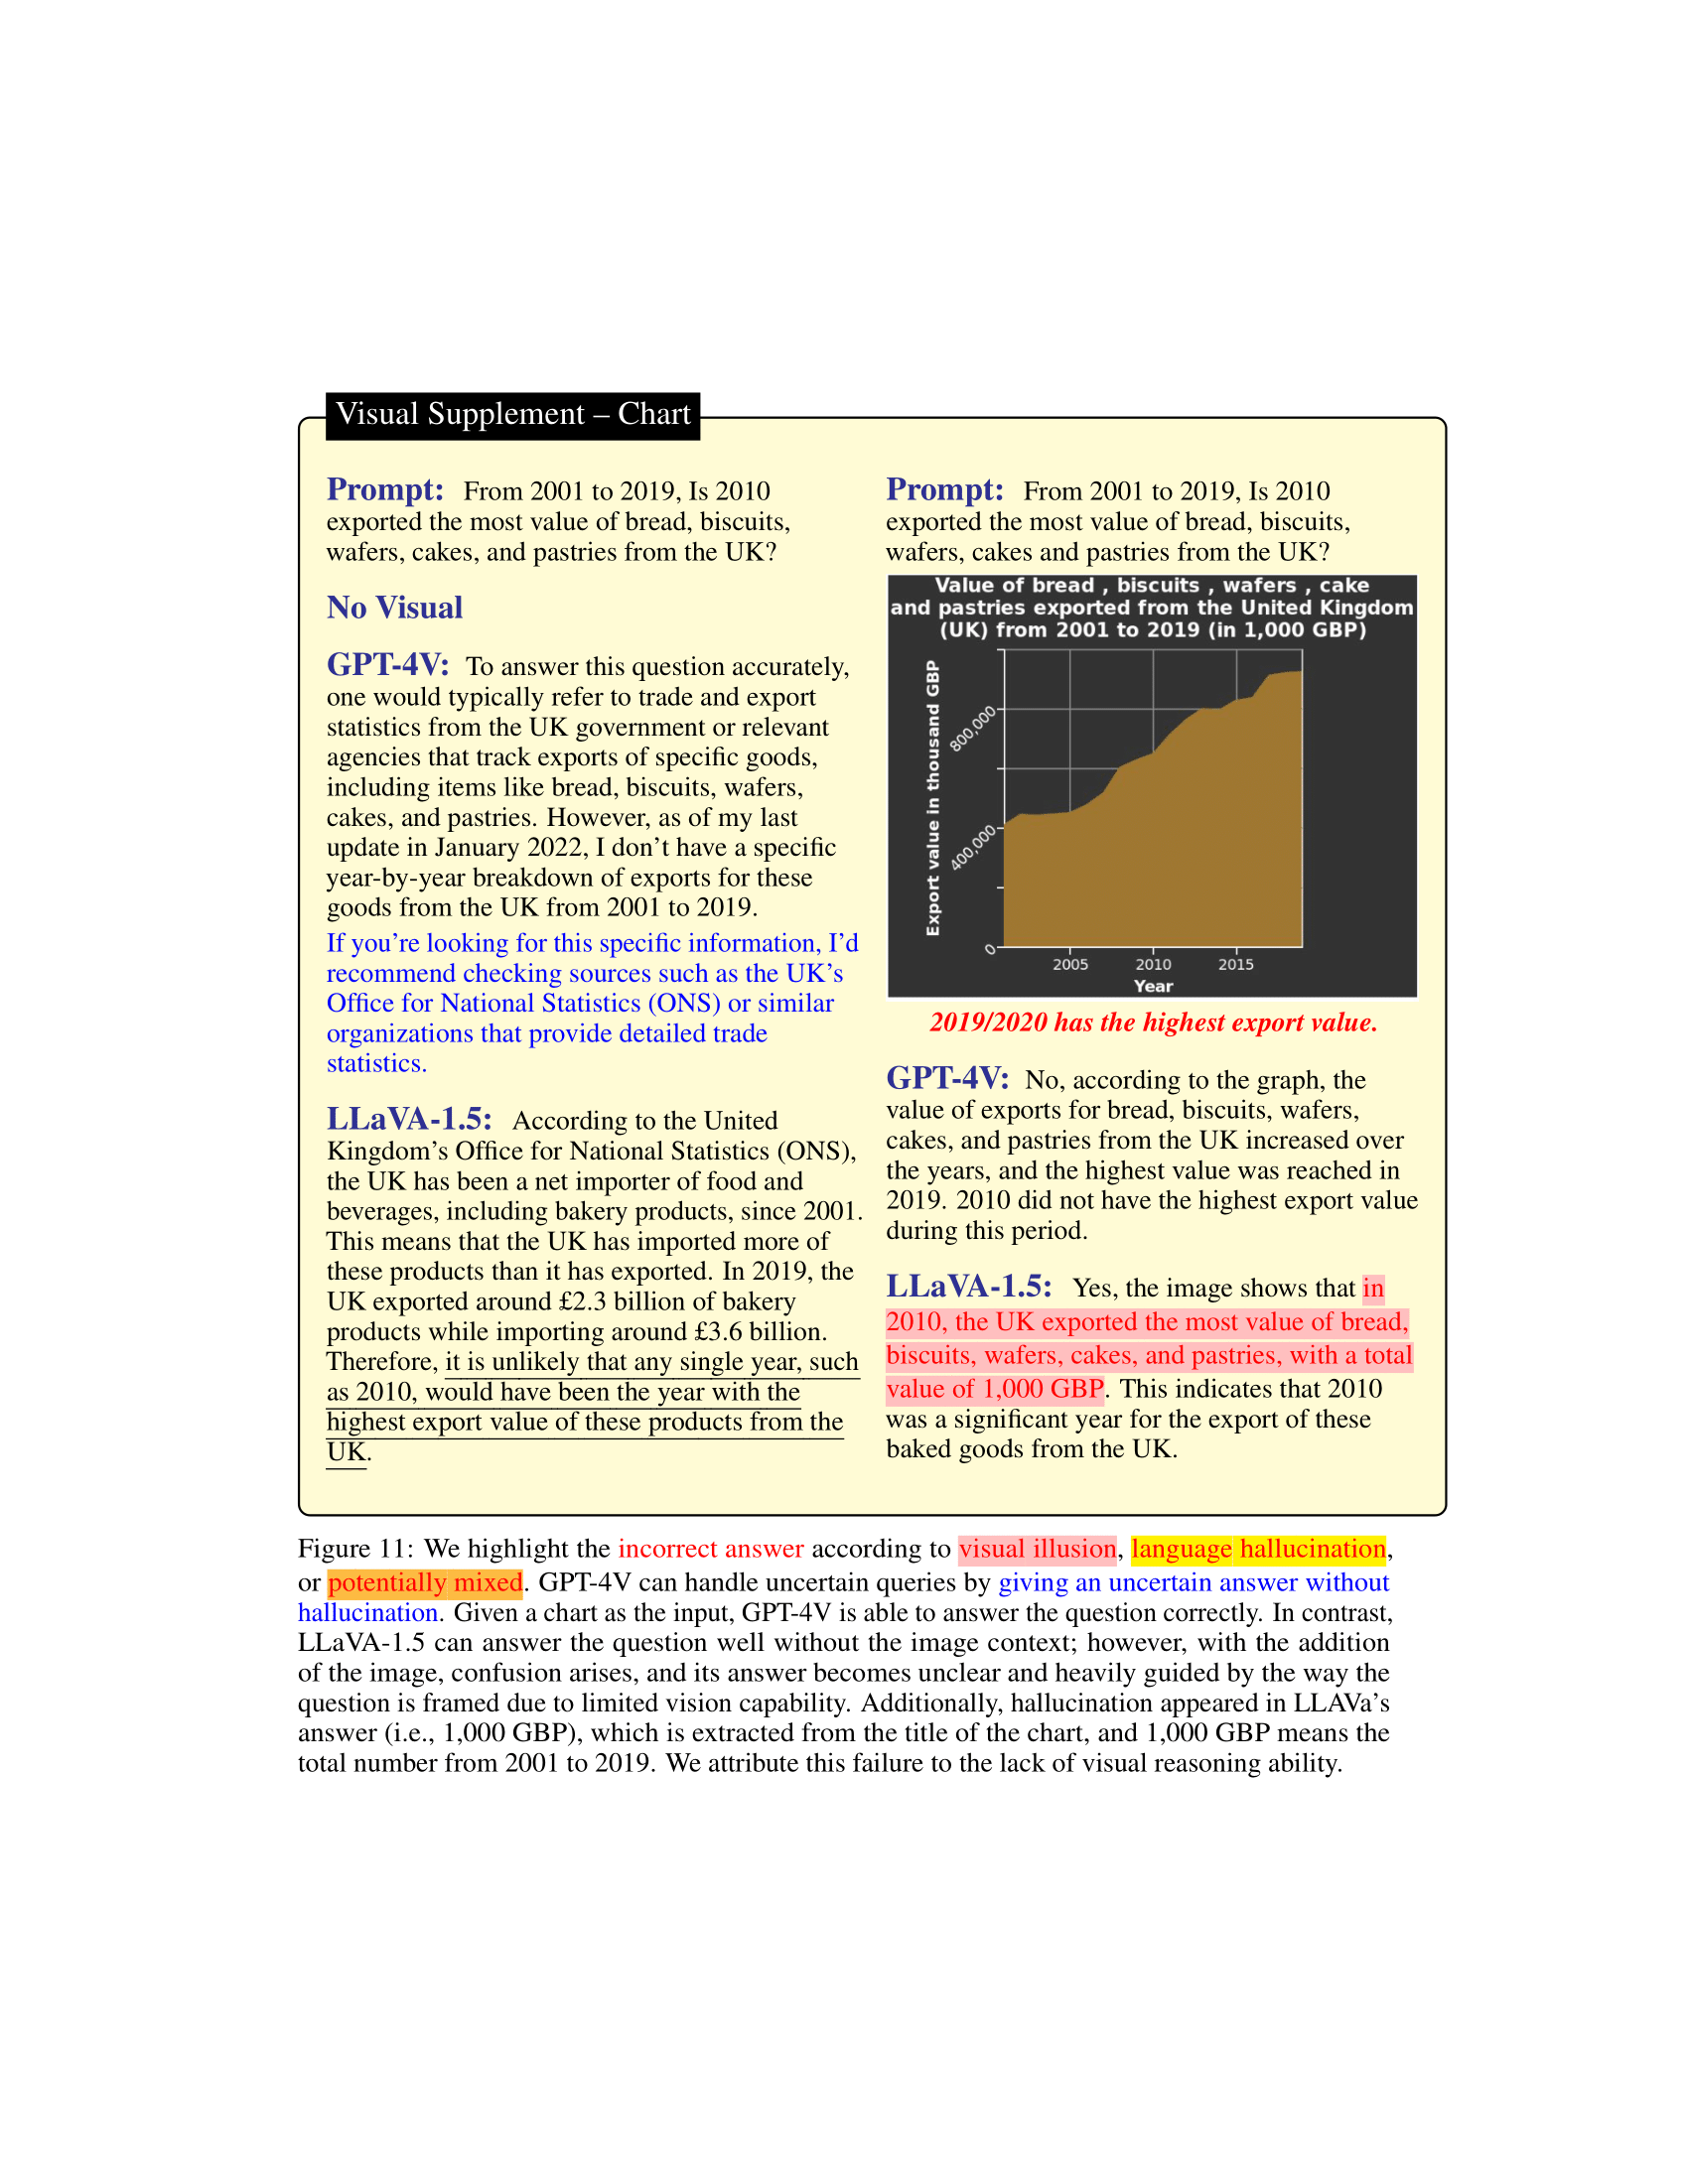 Visual Supplement – Chart
Prompt: From 2001 to 2019, Is 2010
exported the most value of bread, biscuits,
wafers, cakes, and pastries from the UK?
No Visual
GPT-4V: To answer this question accurately,
one would typically refer to trade and export
statistics from the UK government or relevant
agencies that track exports of specific goods,
including items like bread, biscuits, wafers,
cakes, and pastries. However, as of my last
update in January 2022, I don't have a specific
year-by-year breakdown of exports for these
goods from the UK from 2001 to 2019.
If you're looking for this specific information, I'd
recommend checking sources such as the UK's
Office for National Statistics (ONS) or similar
organizations that provide detailed trade
statistics.
LLaVA-1.5: According to the United
Kingdom's Office for National Statistics (ONS),
the UK has been a net importer of food and
beverages, including bakery products, since 2001.
This means that the UK has imported more of
these products than it has exported. In 2019, the
UK exported around £2.3 billion of bakery
products while importing around £3.6 billion.
Therefore, it is unlikely that any single year, such
as 2010, would have been the year with the
highest export value of these products from the
UK.
Prompt: From 2001 to 2019, Is 2010
exported the most value of bread, biscuits,
wafers, cakes and pastries from the UK?
Value of bread , biscuits , wafers , cake
and pastries exported from the United Kingdom
(UK) from 2001 to 2019 (in 1,000 GBP)
Export value in thousand GBP
800,000
400,000
0
2005 2010 2015
Year
2019/2020 has the highest export value.
GPT-4V: No, according to the graph, the
value of exports for bread, biscuits, wafers,
cakes, and pastries from the UK increased over
the years, and the highest value was reached in
2019. 2010 did not have the highest export value
during this period.
LLaVA-1.5: Yes, the image shows that in
2010, the UK exported the most value of bread,
biscuits, wafers, cakes, and pastries, with a total
value of 1,000 GBP. This indicates that 2010
was a significant year for the export of these
baked goods from the UK.
Figure 11: We highlight the incorrect answer according to visual illusion, language hallucination,
or potentially mixed. GPT-4V can handle uncertain queries by giving an uncertain answer without
hallucination. Given a chart as the input, GPT-4V is able to answer the question correctly. In contrast,
LLaVA-1.5 can answer the question well without the image context; however, with the addition
of the image, confusion arises, and its answer becomes unclear and heavily guided by the way the
question is framed due to limited vision capability. Additionally, hallucination appeared in LLAVa's
answer (i.e., 1,000 GBP), which is extracted from the title of the chart, and 1,000 GBP means the
total number from 2001 to 2019. We attribute this failure to the lack of visual reasoning ability.